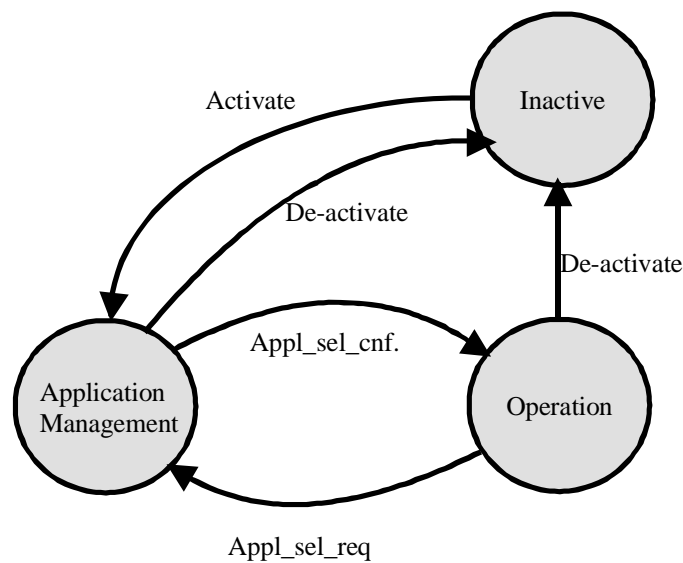 Activate
Inactive
De-activate
De-activate
Appl_sel_cnf.
Application
Management
Operation
Appl_sel_req